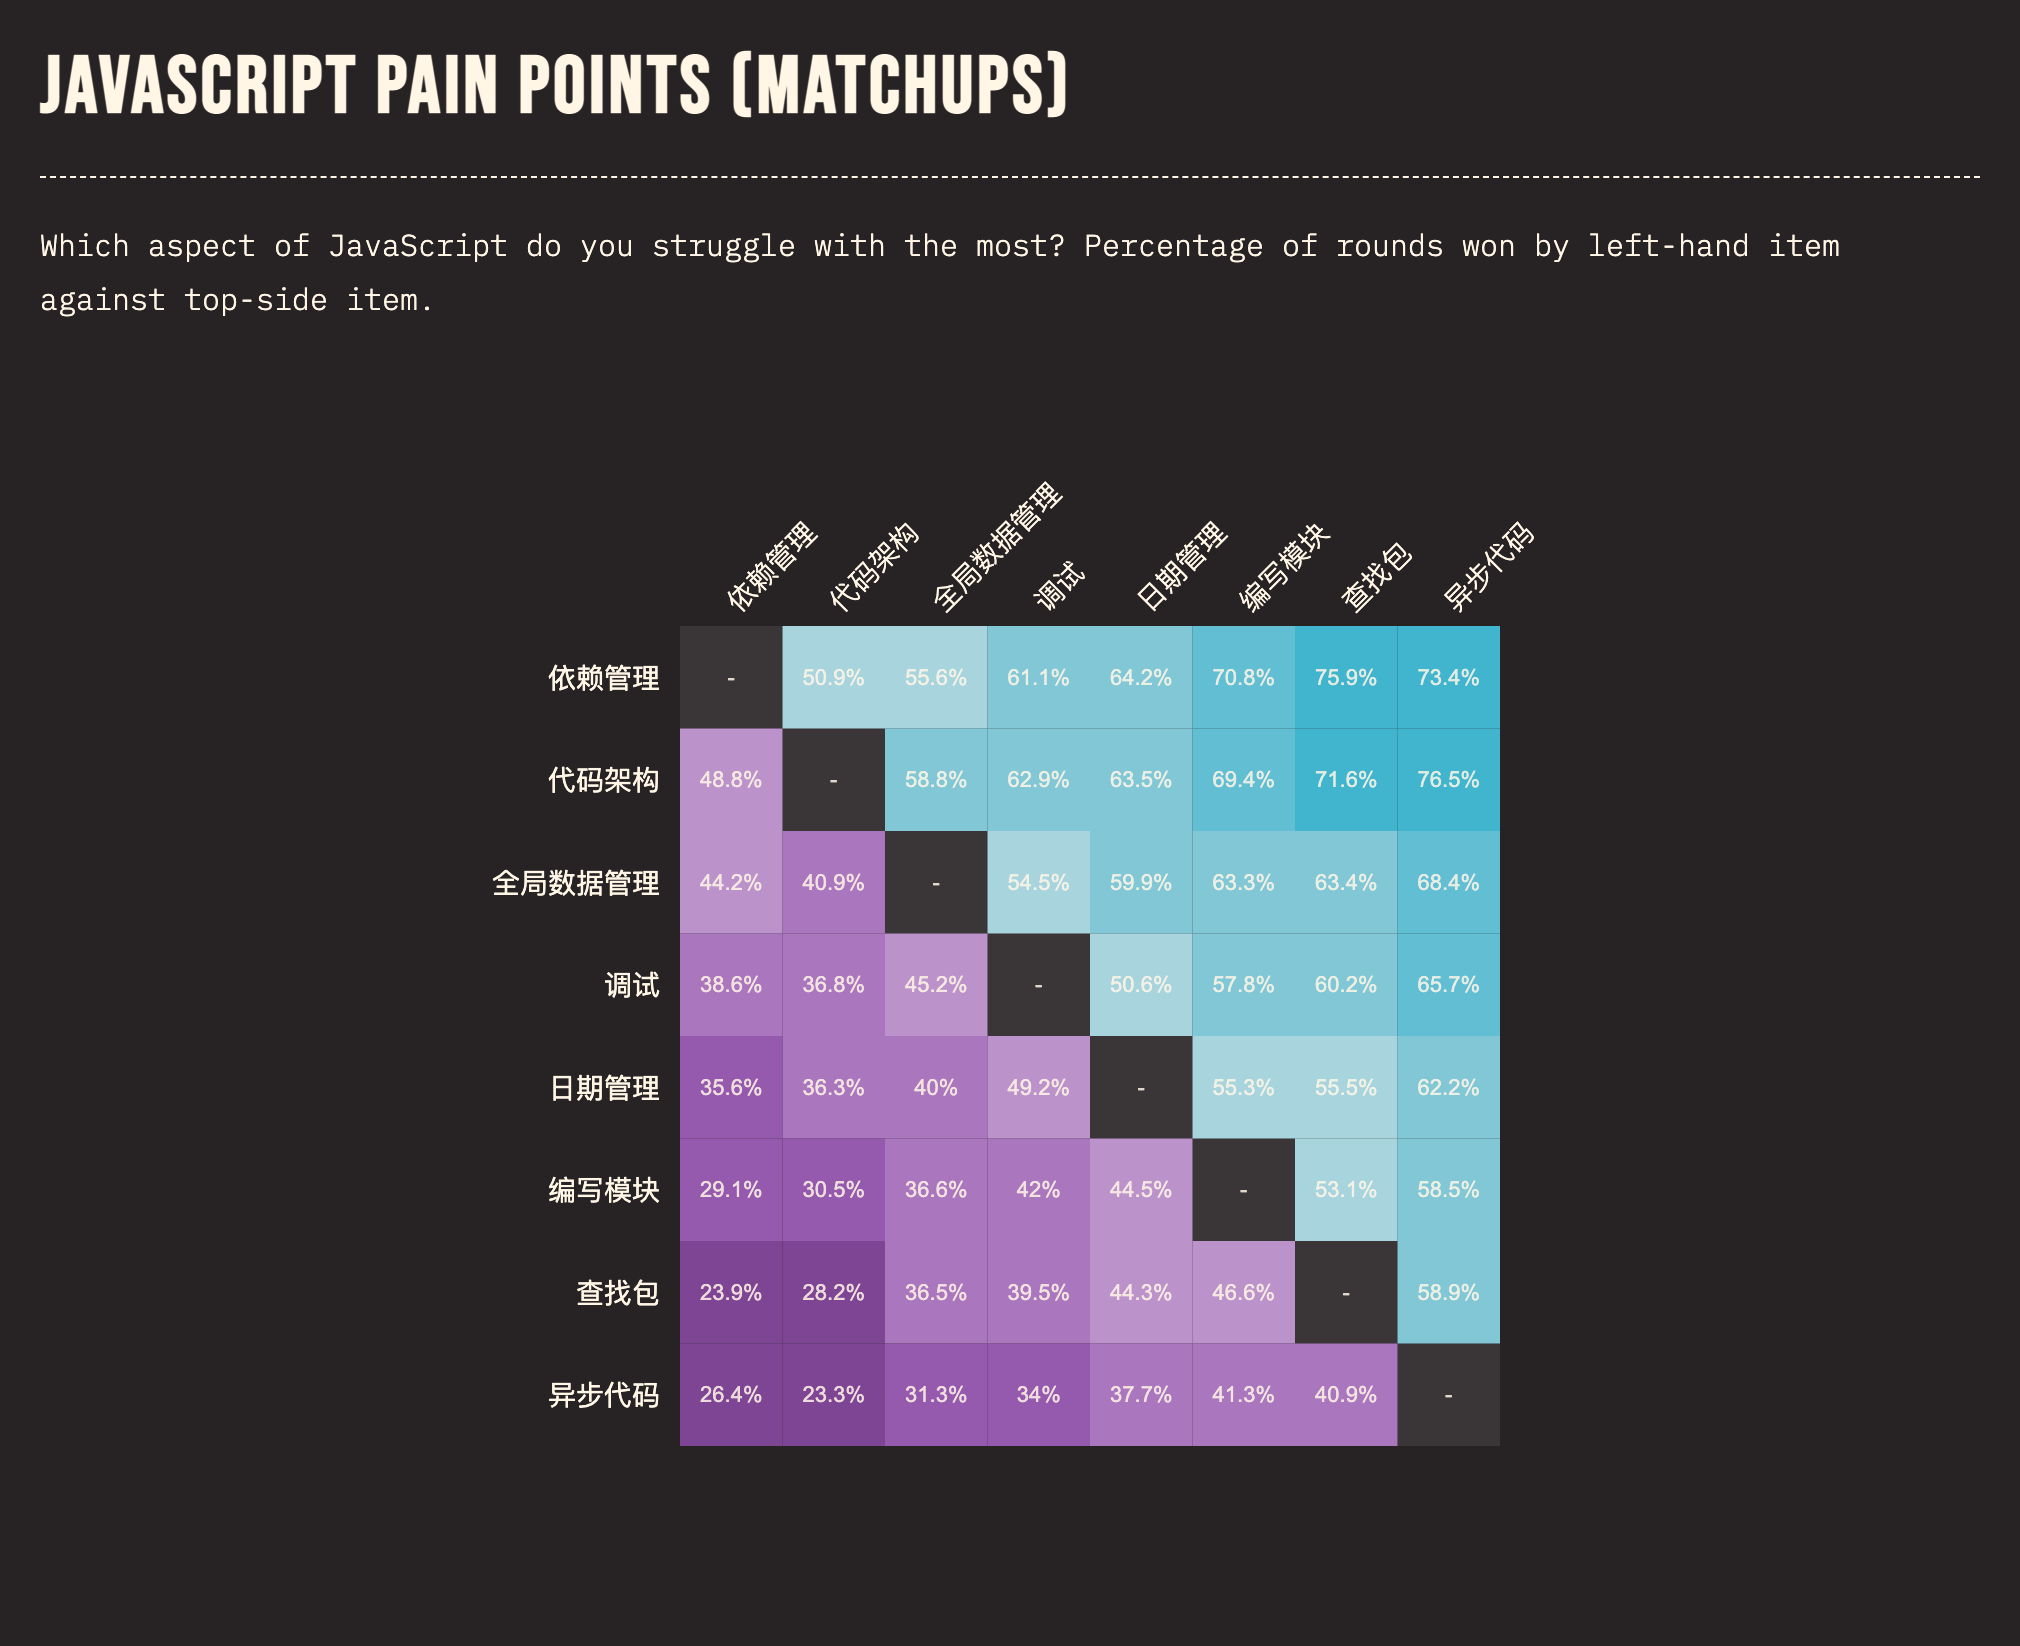 JAVASCRIPT PAIN POINTS (MATCHUPS)
Which aspect of JavaScript do you struggle with the most? Percentage of rounds won by left-hand item
against top-side item.
依赖管理 代码架构 全局数据管理 调试 日期管理 编写模块 查找包 异步代码
依赖管理 - 50.9% 55.6% 61.1% 64.2% 70.8% 75.9% 73.4%
代码架构 48.8% - 58.8% 62.9% 63.5% 69.4% 71.6% 76.5%
全局数据管理 44.2% 40.9% - 54.5% 59.9% 63.3% 63.4% 68.4%
调试 38.6% 36.8% 45.2% - 50.6% 57.8% 60.2% 65.7%
日期管理 35.6% 36.3% 40% 49.2% - 55.3% 55.5% 62.2%
编写模块 29.1% 30.5% 36.6% 42% 44.5% - 53.1% 58.5%
查找包 23.9% 28.2% 36.5% 39.5% 44.3% 46.6% - 58.9%
异步代码 26.4% 23.3% 31.3% 34% 37.7% 41.3% 40.9% -